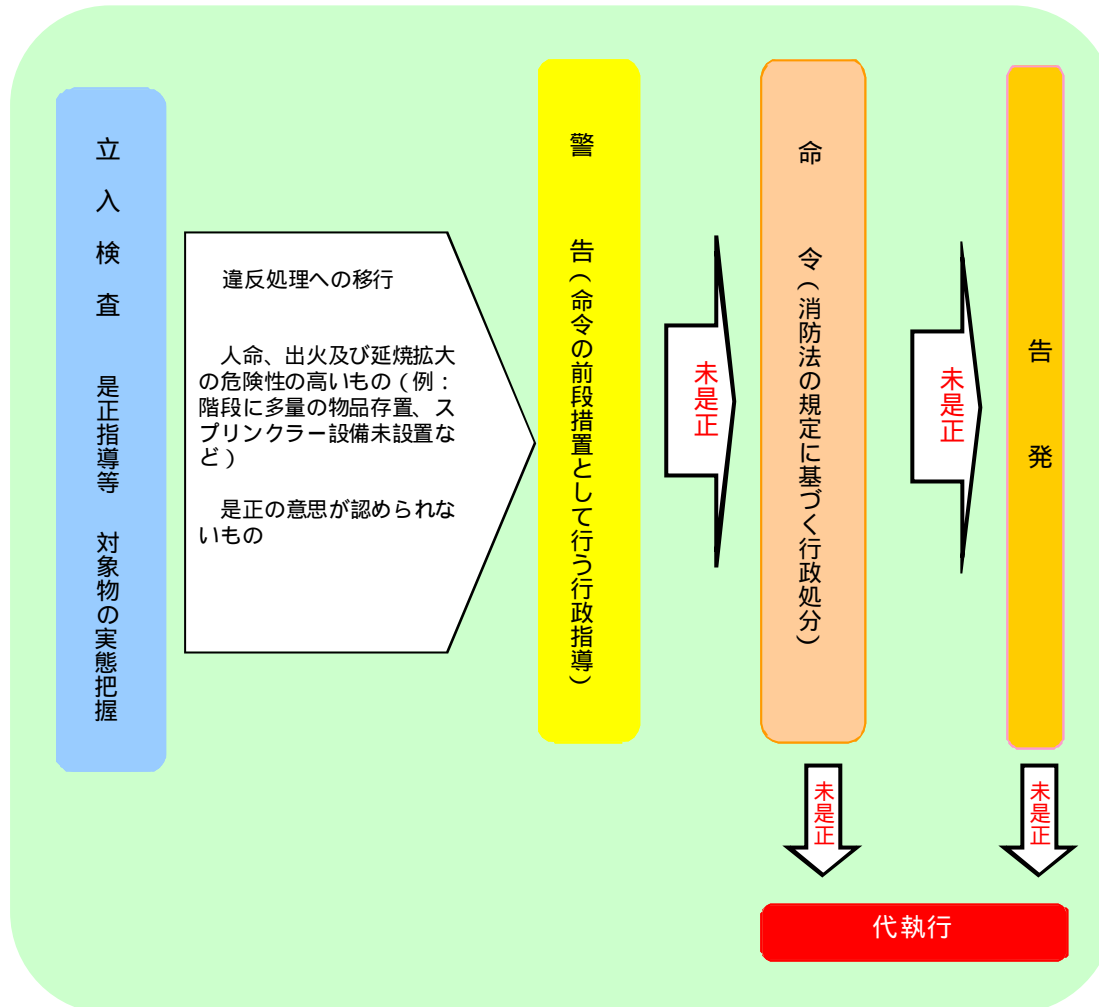 立入検査　是正指導等　対象物の実態把握
違反処理への移行
人命、出火及び延焼拡大
の危険性の高いもの（例：
階段に多量の物品存置、ス
プリンクラー設備未設置な
ど）
是正の意思が認められな
いもの
警告（命令の前段措置として行う行政指導）
未是正
命令（消防法の規定に基づく行政処分）
未是正
告発
未是正
未是正
代執行